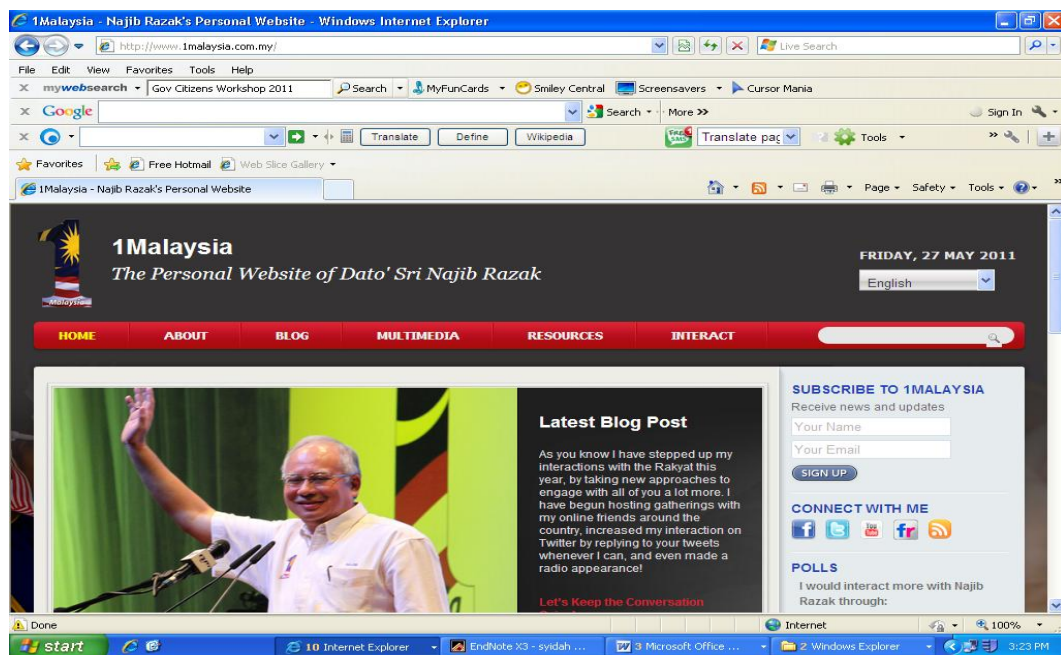 1Malaysia - Najib Razak's Personal Website - Windows Internet Explorer
http://www.1malaysia.com.my/
Live Search
File Edit View Favorites Tools Help
mywebsearch Gov Citizens Workshop 2011 Search MyFunCards Smiley Central Screensavers Cursor Mania
Google Search More >> Sign In
Translate Define Wikipedia FREE SMS Translate pag Tools
Favorites Free Hotmail Web Slice Gallery
1Malaysia - Najib Razak's Personal Website
Page Safety Tools
1Malaysia
The Personal Website of Dato' Sri Najib Razak
FRIDAY, 27 MAY 2011
English
HOME ABOUT BLOG MULTIMEDIA RESOURCES INTERACT
Latest Blog Post
As you know I have stepped up my
interactions with the Rakyat this
year, by taking new approaches to
engage with all of you a lot more. I
have begun hosting gatherings with
my online friends around the
country, increased my interaction on
Twitter by replying to your tweets
whenever I can, and even made a
radio appearance!
Let's Keep the Conversation
SUBSCRIBE TO 1MALAYSIA
Receive news and updates
Your Name
Your Email
SIGN UP
CONNECT WITH ME
POLLS
I would interact more with Najib
Razak through:
Done Internet 100%
start 10 Internet Explorer EndNote X3 - syidah ... 3 Microsoft Office ... 2 Windows Explorer 3:23 PM